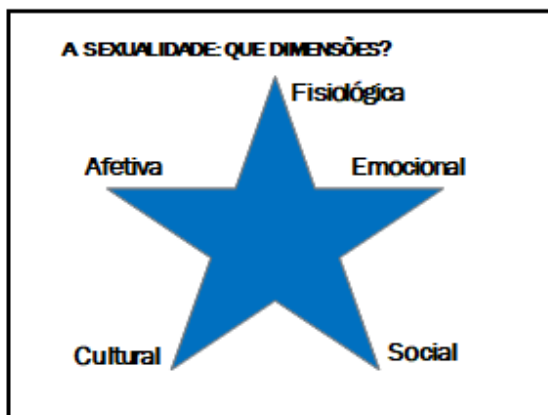 A SEXUALIDADE: QUE DIMENSÕES?
Fisiológica
Afetiva
Emocional
Cultural
Social